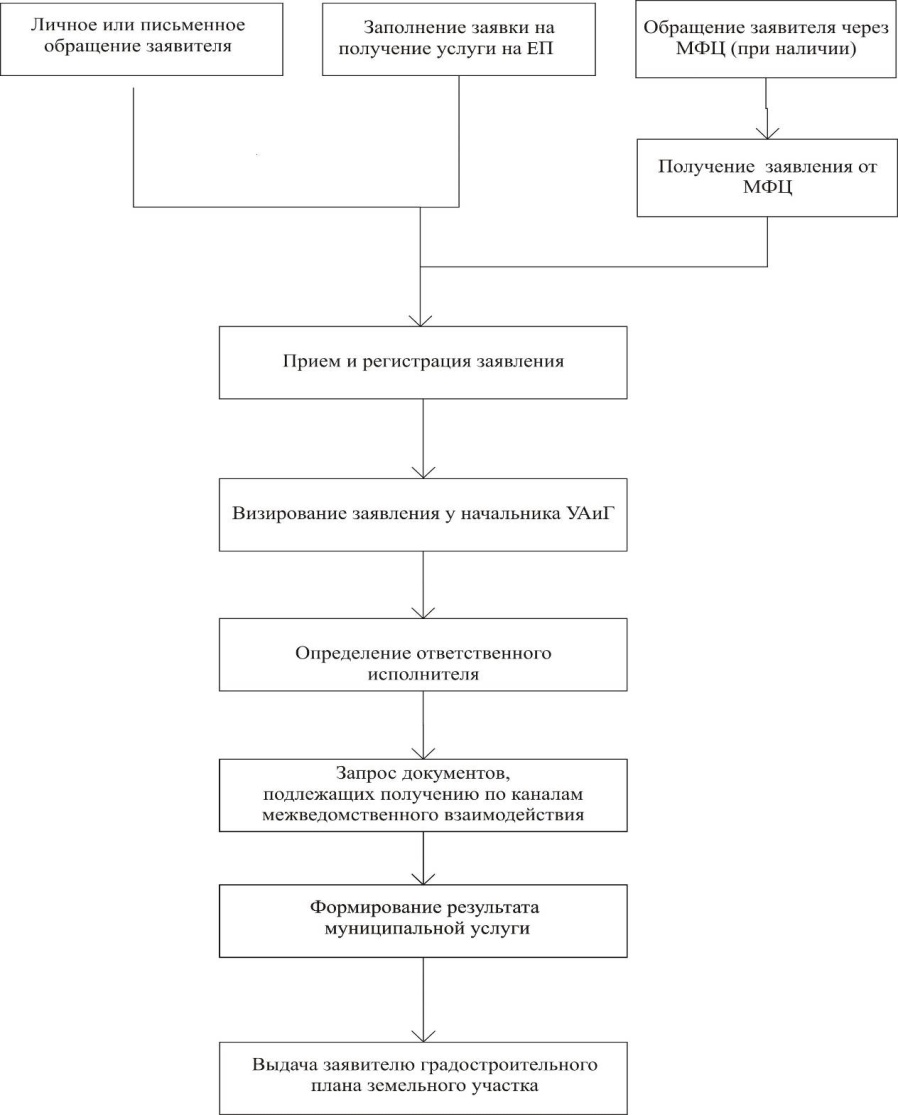 Личное или письменное
обращение заявителя
Заполнение заявки на
получение услуги на ЕП
Обращение заявителя через
МФЦ (при наличии)
Получение заявления от
МФЦ
Прием и регистрация заявления
Визирование заявления у начальника УАиГ
Определение ответственного
исполнителя
Запрос документов,
подлежащих получению по каналам
межведомственного взаимодействия
Формирование результата
муниципальной услуги
Выдача заявителю градостроительного
плана земельного участка